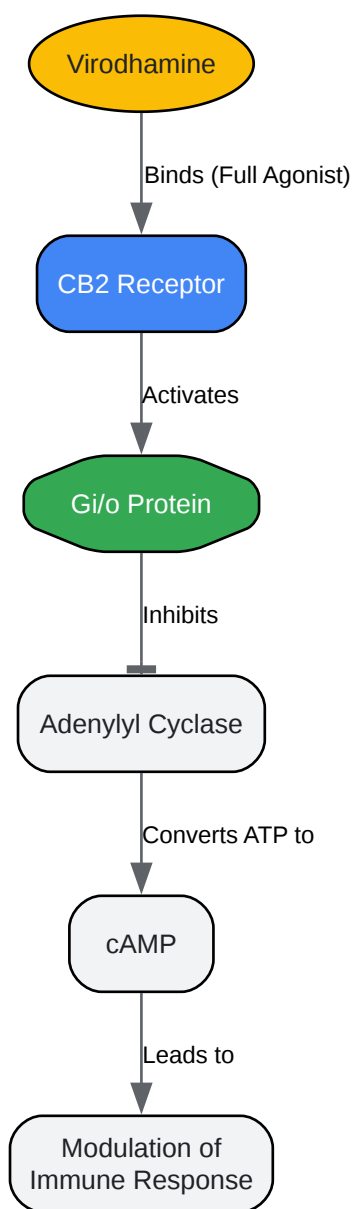 Virodhamine
Binds (Full Agonist)
CB2 Receptor
Activates
Gi/o Protein
Inhibits
Adenylyl Cyclase
Converts ATP to
cAMP
Leads to
Modulation of
Immune Response